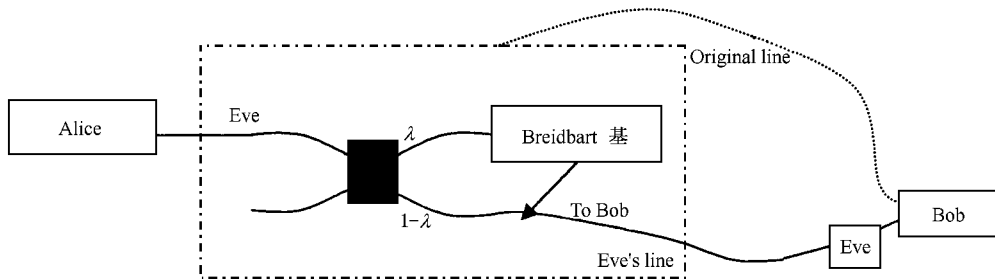 Original line
Eve
Alice
λ
Breidbart 基
1−λ
To Bob
Bob
Eve
Eve's line